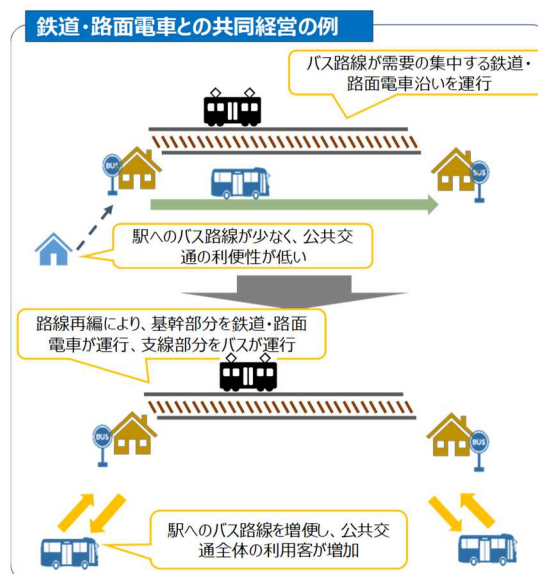 鉄道・路面電車との共同経営の例
バス路線が需要の集中する鉄道・
路面電車沿いを運行
BUS
BUS
駅へのバス路線が少なく、公共交
通の利便性が低い
路線再編により、基幹部分を鉄道・路面
電車が運行、支線部分をバスが運行
BUS
BUS
駅へのバス路線を増便し、公共交
通全体の利用客が増加